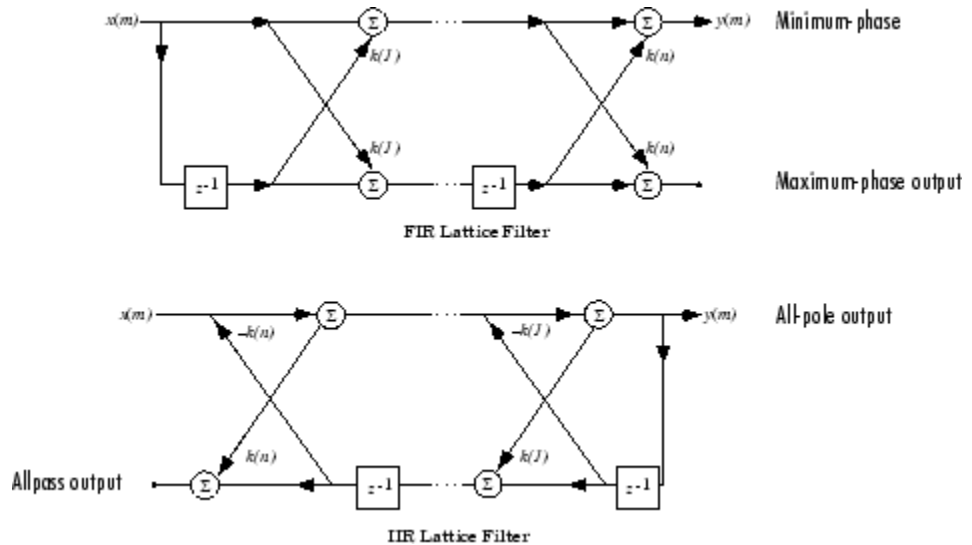 x(m) Σ Σ y(m) Minimum-phase
k(1) k(n)
k(1) k(n)
z-1 Σ z-1 Σ Maximum-phase output
FIR Lattice Filter
x(m) Σ Σ y(m) All-pole output
–k(n) –k(1)
k(n) k(1)
Allpass output Σ z-1 Σ z-1
IIR Lattice Filter